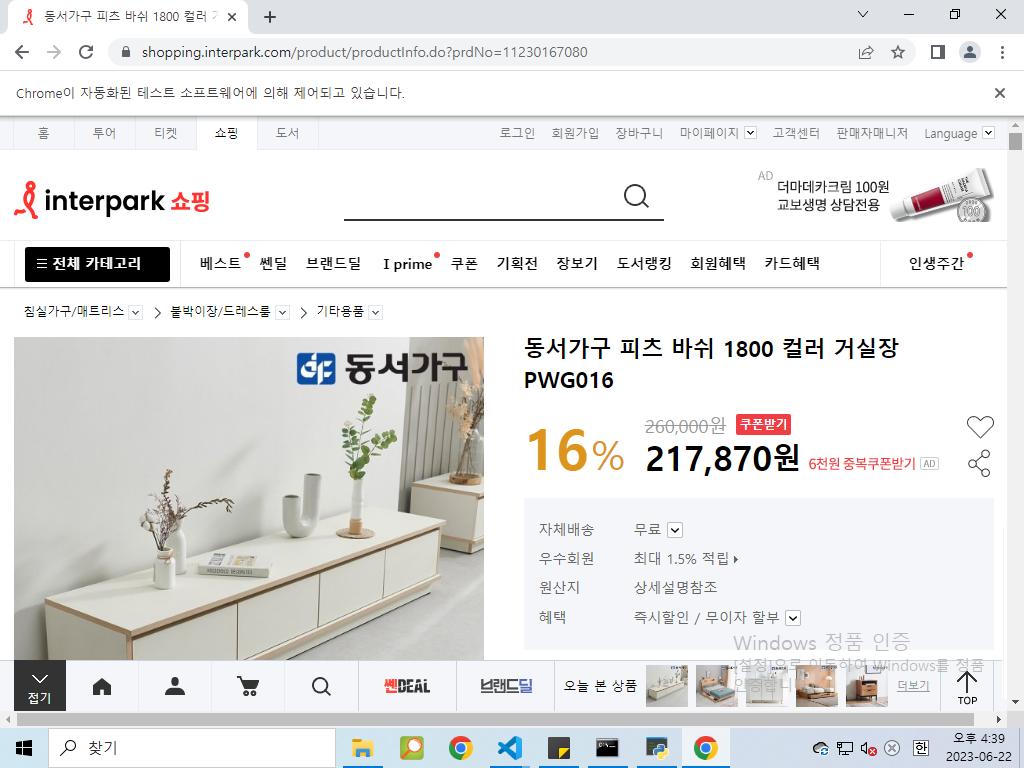 동서가구 피츠 바쉬 1800 컬러
shopping.interpark.com/product/productInfo.do?prdNo=11230167080
Chrome이 자동화된 테스트 소프트웨어에 의해 제어되고 있습니다.
홈 투어 티켓 쇼핑 도서 로그인 회원가입 장바구니 마이페이지 고객센터 판매자매니저 Language
AD
더마데카크림 100원
교보생명 상담전용
interpark 쇼핑
전체 카테고리 베스트 쎈딜 브랜드딜 I prime 쿠폰 기획전 장보기 도서랭킹 회원혜택 카드혜택 인생주간
침실가구/매트리스 붙박이장/드레스룸 기타용품
동서가구
동서가구 피츠 바쉬 1800 컬러 거실장
PWG016
16%
260,000원 쿠폰받기
217,870원 6천원 중복쿠폰받기 AD
자체배송 무료
우수회원 최대 1.5% 적립
원산지 상세설명참조
혜택 즉시할인 / 무이자 할부
Windows 정품 인증
[설정]으로 이동하여 Windows를 정품
인증합니다.
접기
쎈DEAL 브랜드딜 오늘 본 상품 더보기 TOP
찾기
한
오후 4:39
2023-06-22